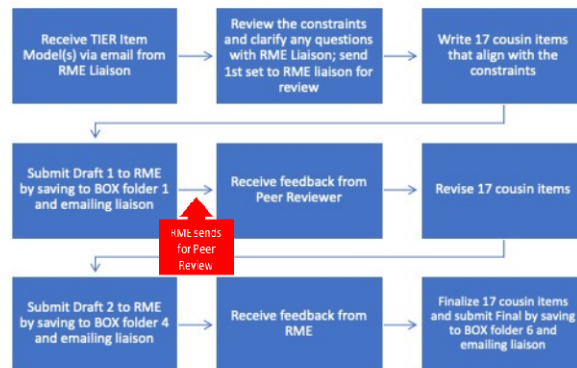 Receive TIER Item
Model(s) via email from
RME Liaison
Review the constraints
and clarify any questions
with RME Liaison; send
1st set to RME liaison for
review
Write 17 cousin items
that align with the
constraints
Submit Draft 1 to RME
by saving to BOX folder 1
and emailing liaison
RME sends
for Peer
Review
Receive feedback from
Peer Reviewer
Revise 17 cousin items
Submit Draft 2 to RME
by saving to BOX folder 4
and emailing liaison
Receive feedback from
RME
Finalize 17 cousin items
and submit Final by saving
to BOX folder 6 and
emailing liaison